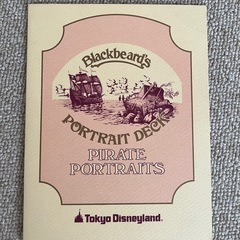 Blackbeard's
PORTRAIT DECK
PIRATE
PORTRAITS
Tokyo Disneyland.